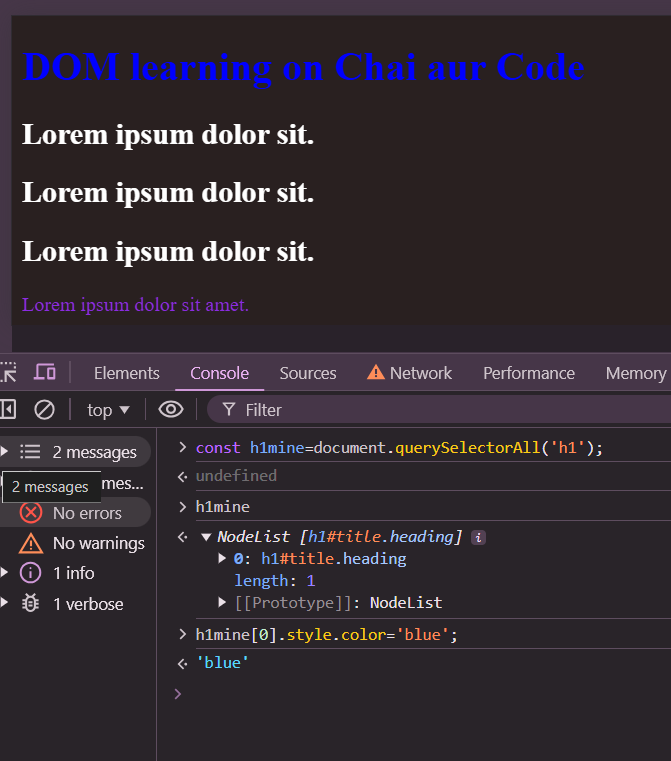 DOM learning on Chai aur Code
Lorem ipsum dolor sit.
Lorem ipsum dolor sit.
Lorem ipsum dolor sit.
Lorem ipsum dolor sit amet.
Elements Console Sources Network Performance Memory
top Filter
2 messages
mes...
2 messages
No errors
No warnings
1 info
1 verbose
const h1mine=document.querySelectorAll('h1');
undefined
h1mine
NodeList [h1#title.heading] i
0: h1#title.heading
length: 1
[[Prototype]]: NodeList
h1mine[0].style.color='blue';
'blue'